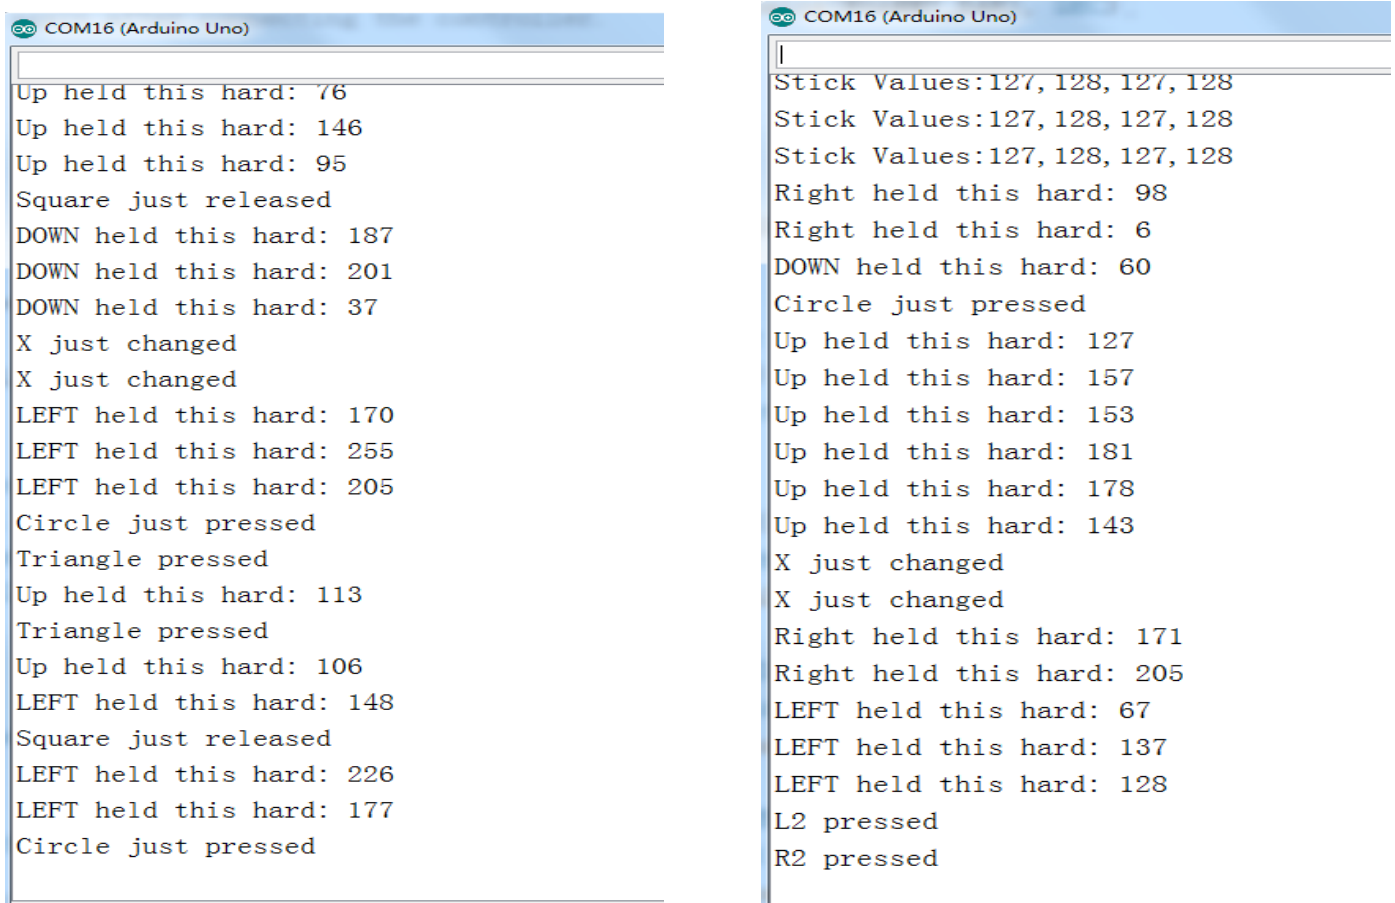 COM16 (Arduino Uno)
Up held this hard: 76
Up held this hard: 146
Up held this hard: 95
Square just released
DOWN held this hard: 187
DOWN held this hard: 201
DOWN held this hard: 37
X just changed
X just changed
LEFT held this hard: 170
LEFT held this hard: 255
LEFT held this hard: 205
Circle just pressed
Triangle pressed
Up held this hard: 113
Triangle pressed
Up held this hard: 106
LEFT held this hard: 148
Square just released
LEFT held this hard: 226
LEFT held this hard: 177
Circle just pressed
COM16 (Arduino Uno)
Stick Values:127,128,127,128
Stick Values:127,128,127,128
Stick Values:127,128,127,128
Right held this hard: 98
Right held this hard: 6
DOWN held this hard: 60
Circle just pressed
Up held this hard: 127
Up held this hard: 157
Up held this hard: 153
Up held this hard: 181
Up held this hard: 178
Up held this hard: 143
X just changed
X just changed
Right held this hard: 171
Right held this hard: 205
LEFT held this hard: 67
LEFT held this hard: 137
LEFT held this hard: 128
L2 pressed
R2 pressed